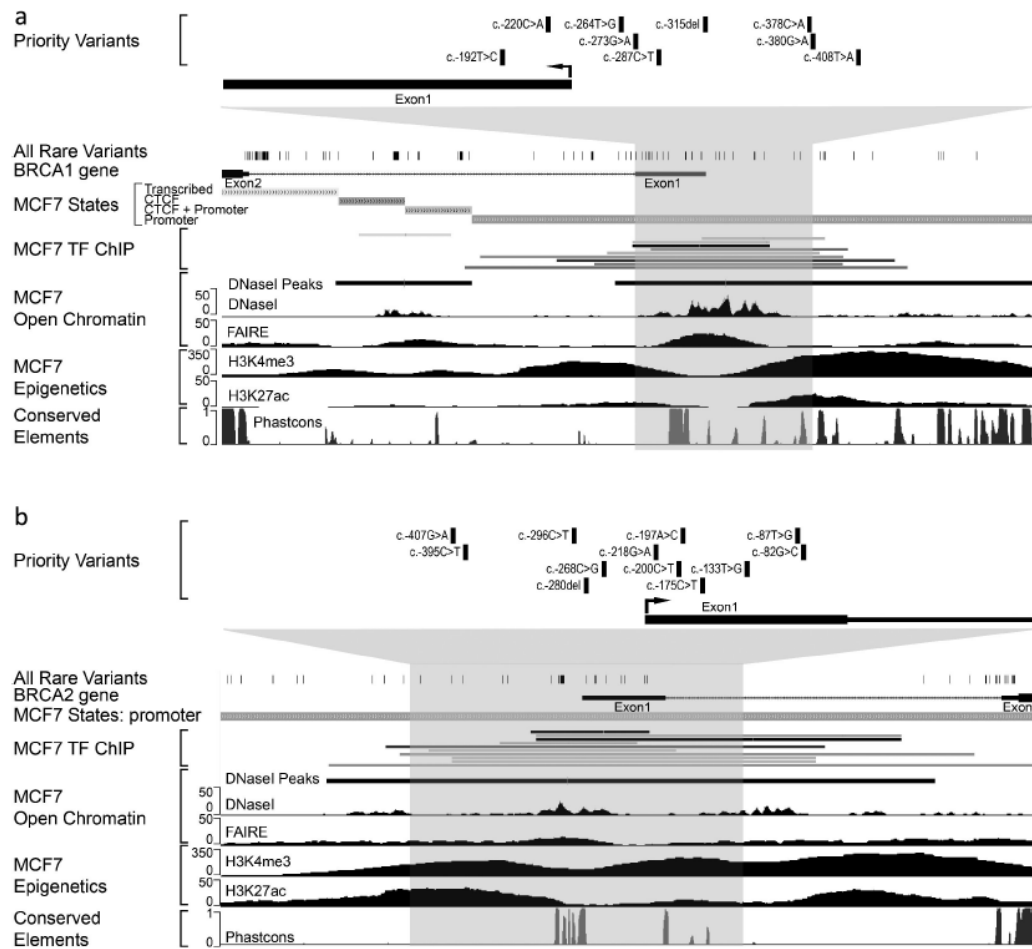 a
Priority Variants
c.-220C>A
c.-264T>G
c.-315del
c.-378C>A
c.-273G>A
c.-380G>A
c.-192T>C
c.-287C>T
c.-408T>A
Exon1
All Rare Variants
BRCA1 gene
Exon2
Exon1
MCF7 States
Transcribed
CTCF
CTCF + Promoter
Promoter
MCF7 TF ChIP
MCF7
Open Chromatin
DNaseI Peaks
50
0
DNaseI
50
0
FAIRE
MCF7
Epigenetics
350
0
H3K4me3
50
0
H3K27ac
Conserved
Elements
1
0
Phastcons
b
Priority Variants
c.-407G>A
c.-296C>T
c.-197A>C
c.-87T>G
c.-395C>T
c.-218G>A
c.-82G>C
c.-268C>G
c.-200C>T
c.-133T>G
c.-280del
c.-175C>T
Exon1
All Rare Variants
BRCA2 gene
Exon1
Exon
MCF7 States: promoter
MCF7 TF ChIP
MCF7
Open Chromatin
DNaseI Peaks
50
0
DNaseI
50
0
FAIRE
MCF7
Epigenetics
350
0
H3K4me3
50
0
H3K27ac
Conserved
Elements
1
0
Phastcons